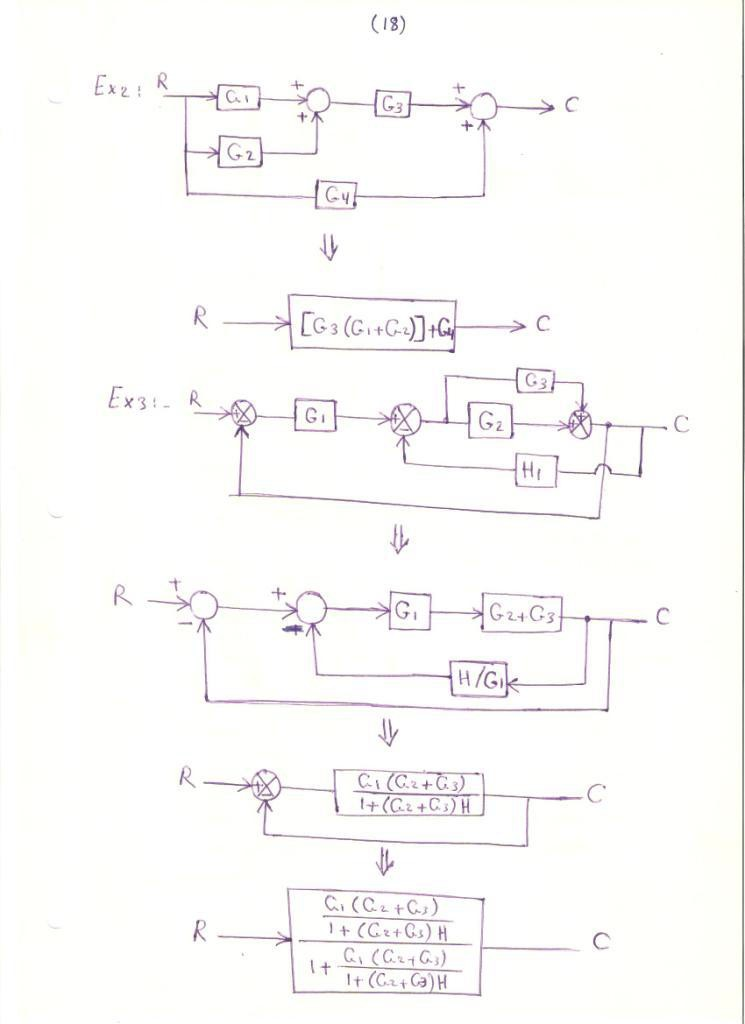 (18)
Ex2: R G1 + + G3 + + C
G2
G4
⇓
R [G3(G1+G2)]+G4 C
Ex3:- R + - G1 + - G3 G2 + + C
H1
⇓
R + - + - G1 G2+G3 C
H/G1
⇓
R + - G1(G2+G3) / 1+(G2+G3)H C
⇓
R G1(G2+G3) / 1+(G2+G3)H C
1+ G1(G2+G3) / 1+(G2+G3)H